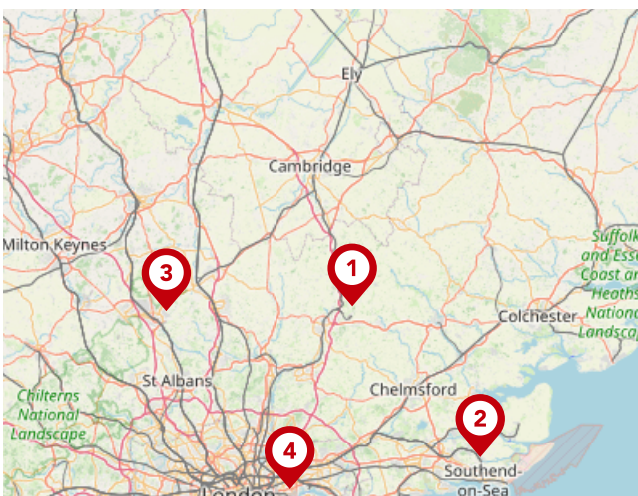 Ely
Cambridge
Milton Keynes
Suffolk
and Esse
Coast an
Heaths
Nationa
Landscap
1
3
Colchester
St Albans
Chelmsford
Chilterns
National
Landscape
2
4
Southend-
on-Sea
London